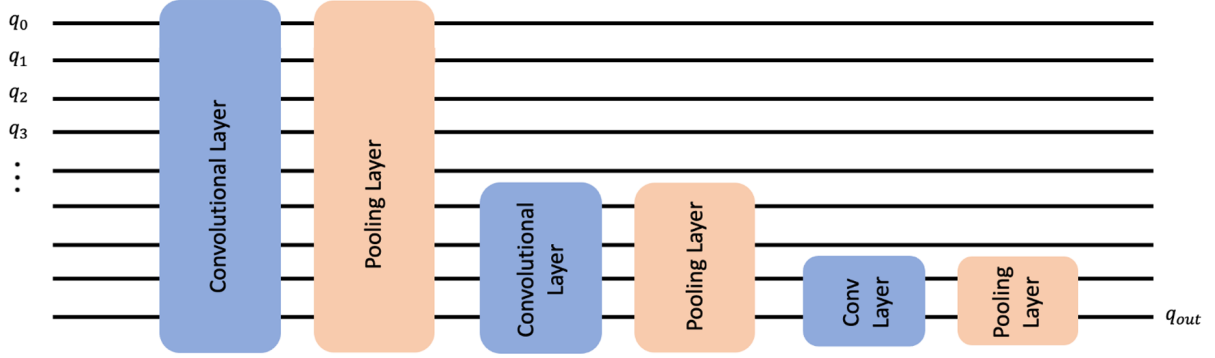 q0
q1
q2
q3
⋮
Convolutional Layer
Pooling Layer
Convolutional
Layer
Pooling Layer
Conv
Layer
Pooling
Layer
qout